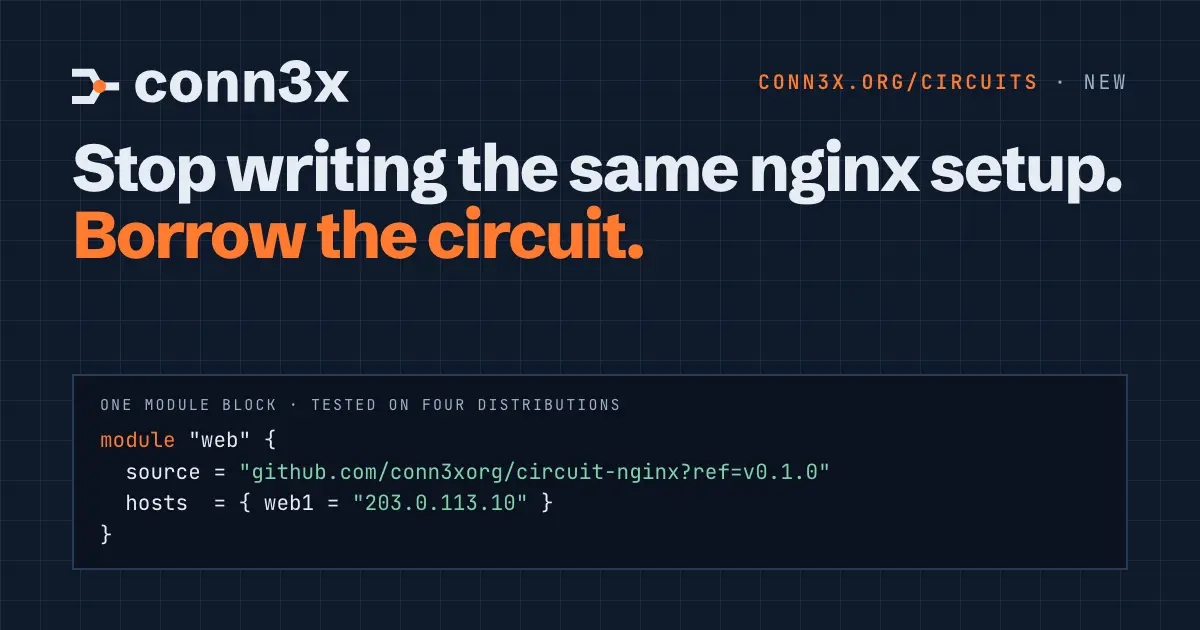 conn3x
CONN3X.ORG/CIRCUITS · NEW
Stop writing the same nginx setup.
Borrow the circuit.
ONE MODULE BLOCK · TESTED ON FOUR DISTRIBUTIONS
module "web" {
  source = "github.com/conn3xorg/circuit-nginx?ref=v0.1.0"
  hosts  = { web1 = "203.0.113.10" }
}